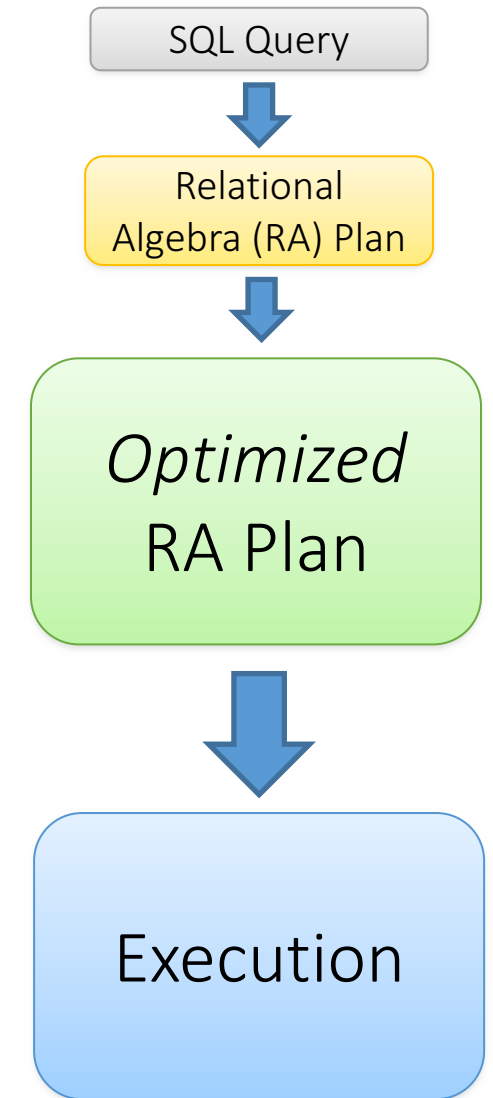 SQL Query
Relational
Algebra (RA) Plan
Optimized
RA Plan
Execution